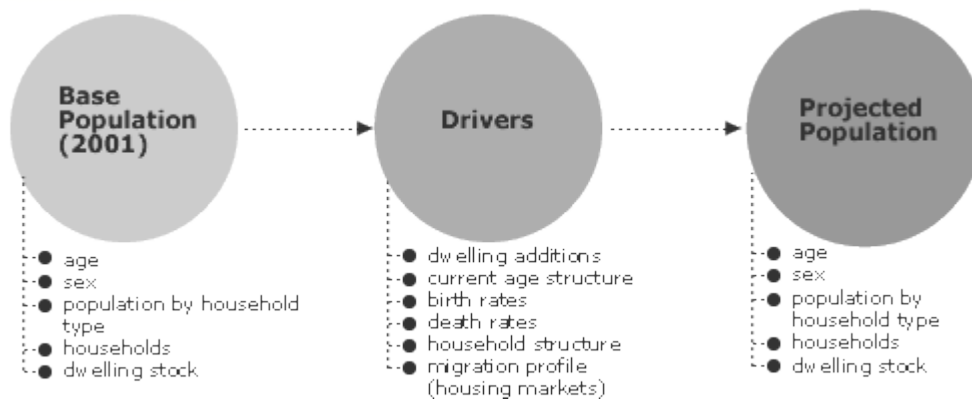 Base
Population
(2001)
Drivers
Projected
Population
age
sex
population by household
type
households
dwelling stock
dwelling additions
current age structure
birth rates
death rates
household structure
migration profile
(housing markets)
age
sex
population by
household type
households
dwelling stock